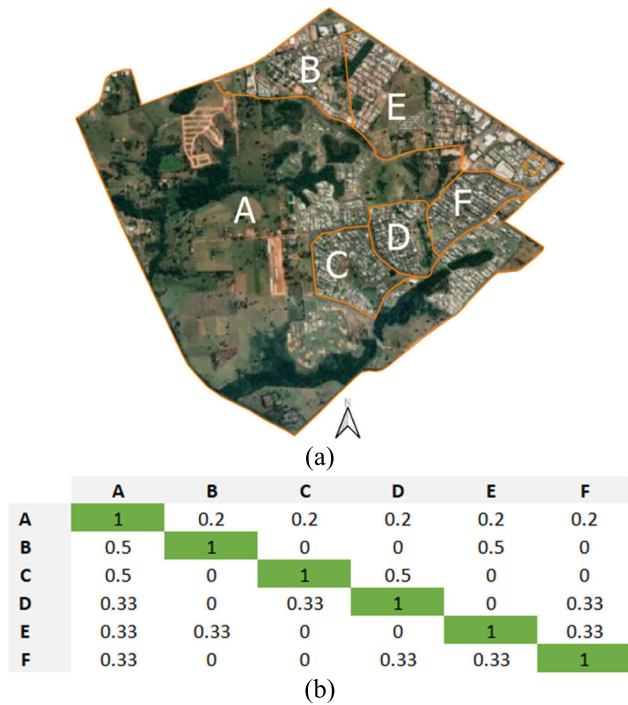 B
E
A
F
D
C
N
(a)
A B C D E F
A 1 0.2 0.2 0.2 0.2 0.2
B 0.5 1 0 0 0.5 0
C 0.5 0 1 0.5 0 0
D 0.33 0 0.33 1 0 0.33
E 0.33 0.33 0 0 1 0.33
F 0.33 0 0 0.33 0.33 1
(b)